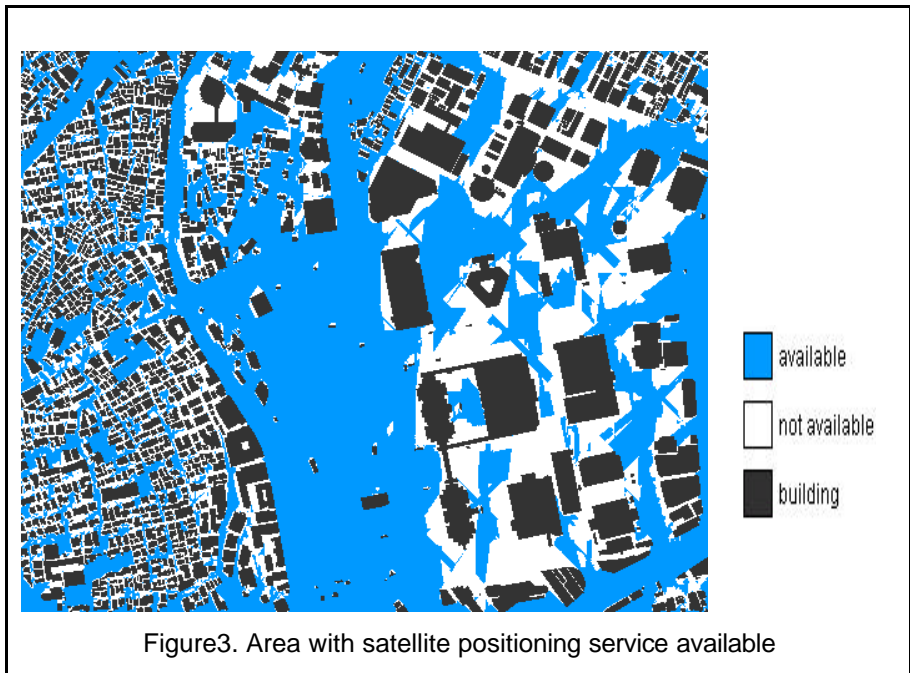 available
not available
building
Figure3. Area with satellite positioning service available